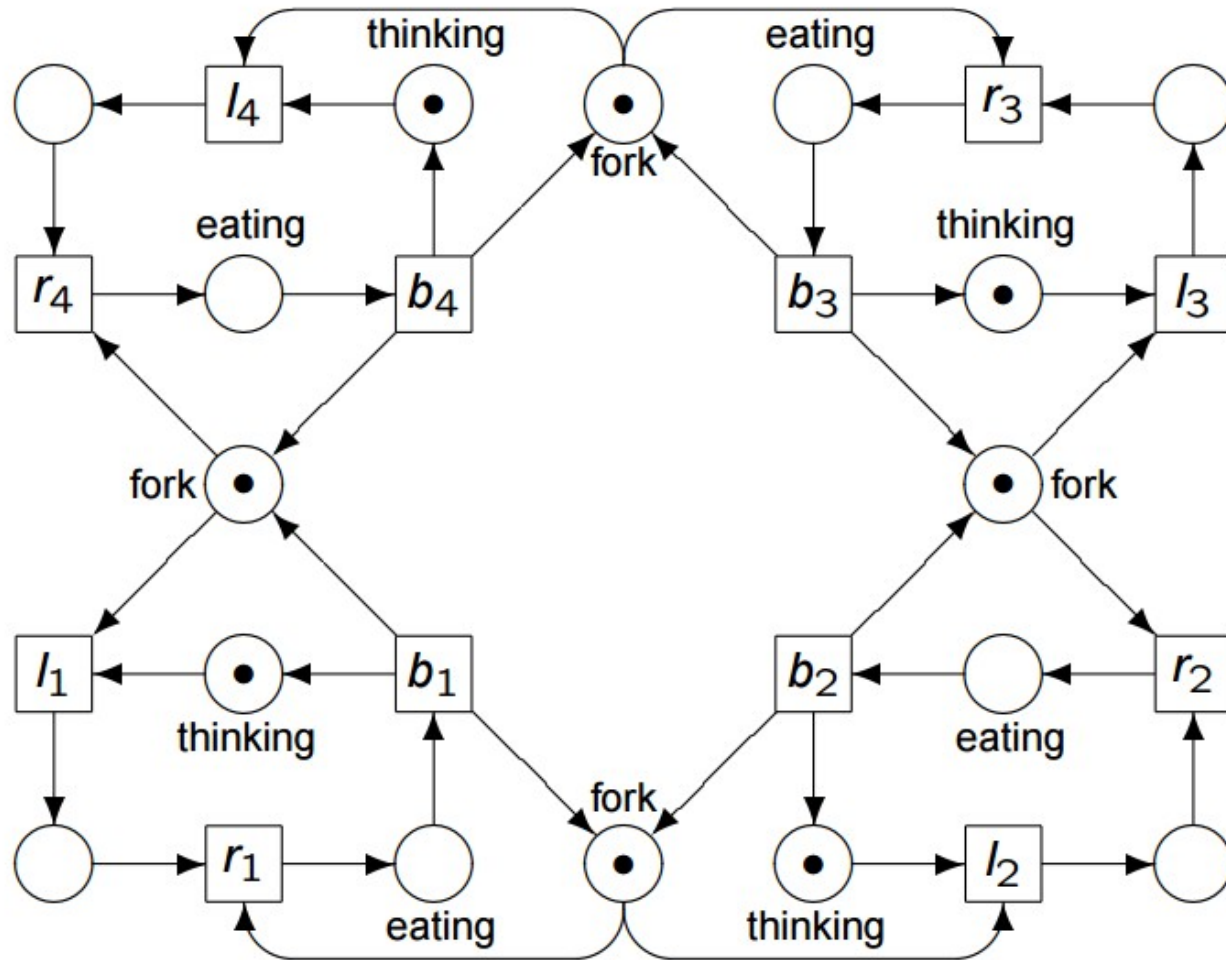 thinking eating
l4 r3
fork
eating thinking
r4 b4 b3 l3
fork fork
l1 b1 b2 r2
thinking eating
fork
r1 l2
eating thinking